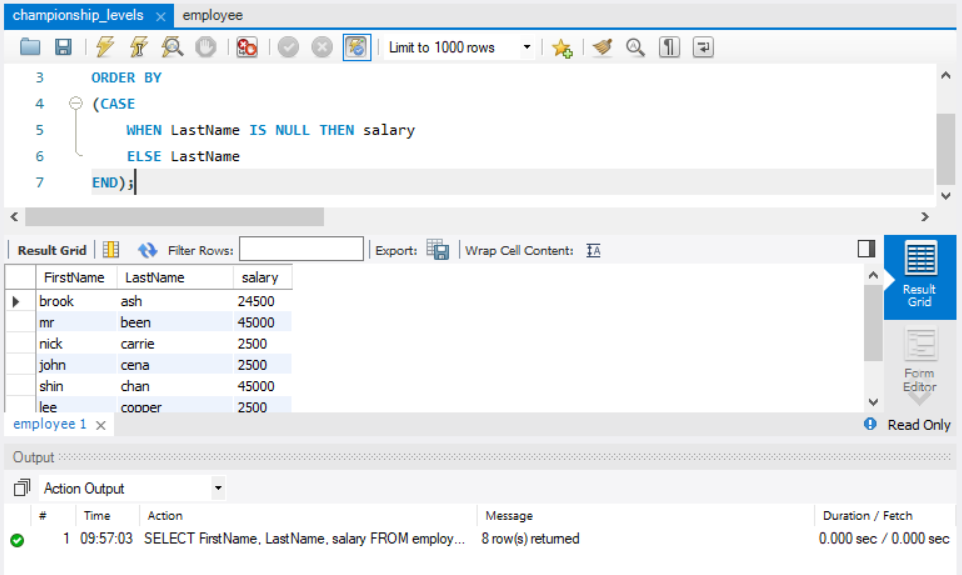 championship_levels × employee
Limit to 1000 rows
3 ORDER BY
4 (CASE
5 WHEN LastName IS NULL THEN salary
6 ELSE LastName
7 END);
Result Grid Filter Rows: Export: Wrap Cell Content: IA
FirstName LastName salary
brook ash 24500
mr been 45000
nick carrie 2500
john cena 2500
shin chan 45000
lee copper 2500
Result
Grid
Form
Editor
employee 1 × Read Only
Output
Action Output
# Time Action Message Duration / Fetch
1 09:57:03 SELECT FirstName, LastName, salary FROM employ... 8 row(s) returned 0.000 sec / 0.000 sec